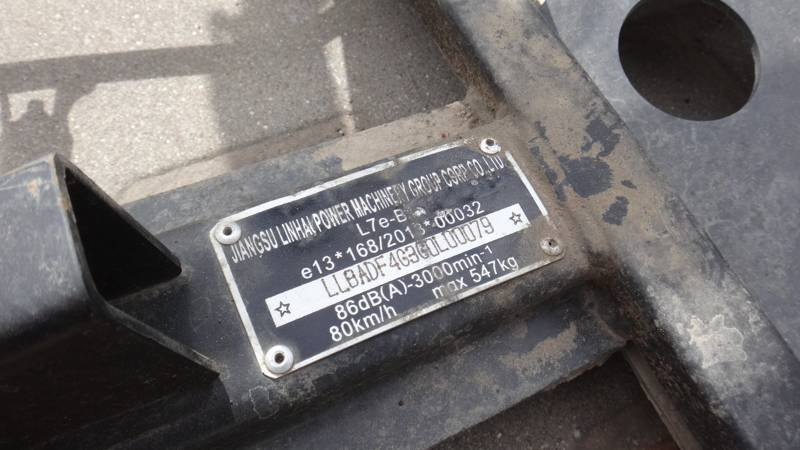 JIANGSU LINHAI POWER MACHINERY GROUP CORP CO.,LTD
L7e-B
e13*168/2013*00032
☆ LL8ADF4G3G0L00079 ☆
86dB(A)-3000min-1
80km/h max 547kg